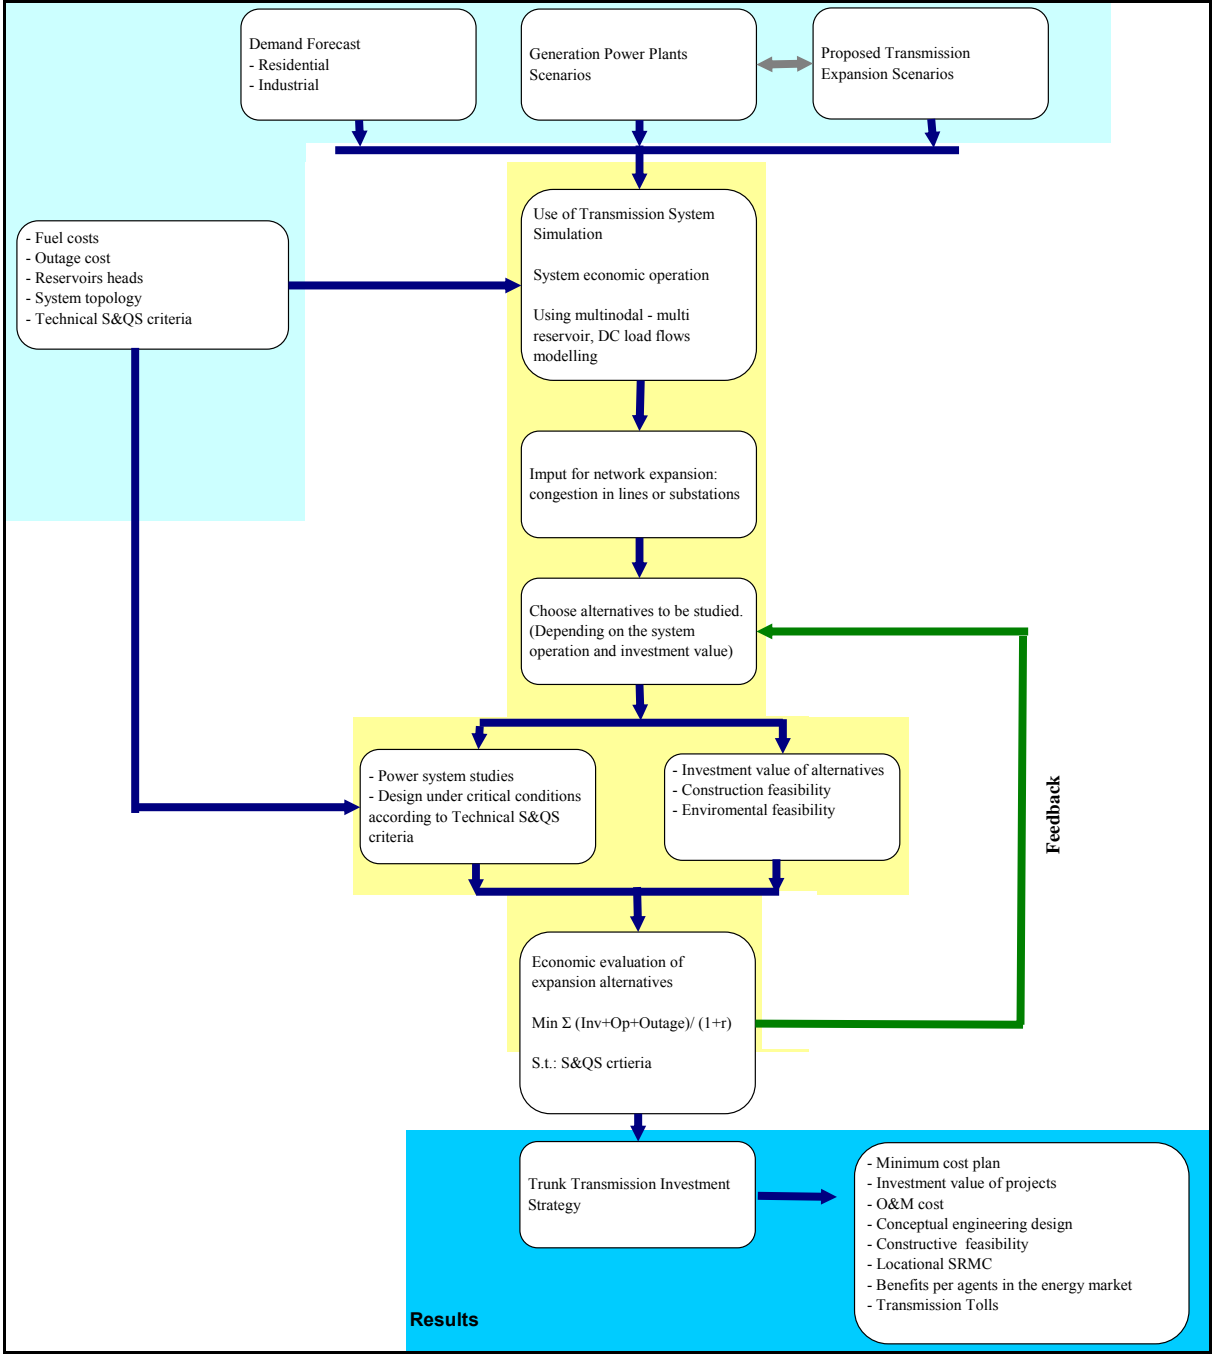 Demand Forecast
- Residential
- Industrial
Generation Power Plants
Scenarios
Proposed Transmission
Expansion Scenarios
- Fuel costs
- Outage cost
- Reservoirs heads
- System topology
- Technical S&QS criteria
Use of Transmission System
Simulation
System economic operation
Using multinodal - multi
reservoir, DC load flows
modelling
Imput for network expansion:
congestion in lines or substations
Choose alternatives to be studied.
(Depending on the system
operation and investment value)
- Power system studies
- Design under critical conditions
according to Technical S&QS
criteria
- Investment value of alternatives
- Construction feasibility
- Enviromental feasibility
Feedback
Economic evaluation of
expansion alternatives
Min Σ (Inv+Op+Outage)/ (1+r)
S.t.: S&QS crtieria
Trunk Transmission Investment
Strategy
- Minimum cost plan
- Investment value of projects
- O&M cost
- Conceptual engineering design
- Constructive  feasibility
- Locational SRMC
- Benefits per agents in the energy market
- Transmission Tolls
Results